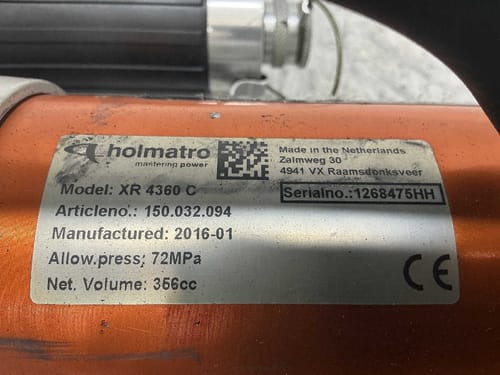 holmatro
mastering power
Made in the Netherlands
Zalmweg 30
4941 VX Raamsdonksveer
Model: XR 4360 C
Serialno.:1268475HH
Articleno.: 150.032.094
Manufactured: 2016-01
Allow.press; 72MPa
Net. Volume: 356cc
CE